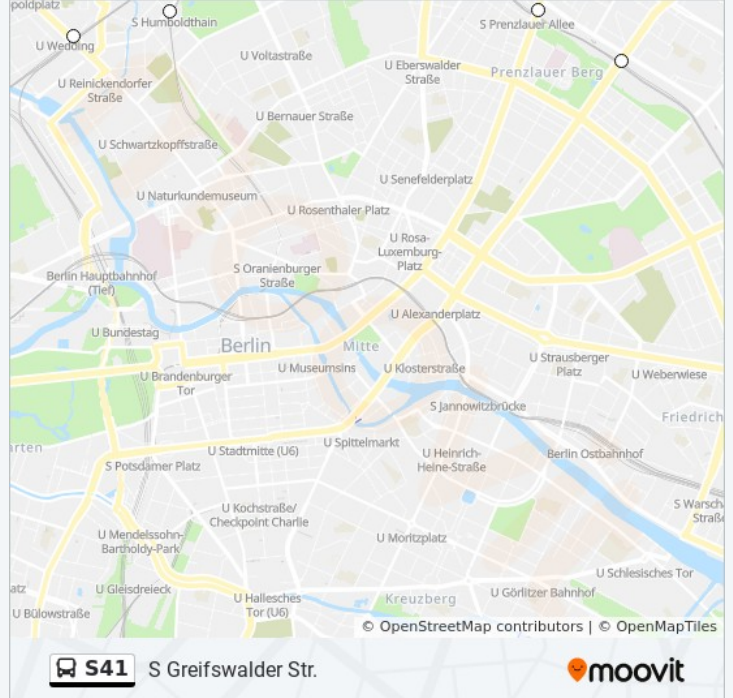 poldplatz
S Humboldthain
S Prenzlauer Allee
U Wedding
U Voltastraße
U Eberswalder
Straße
Prenzlauer Berg
U Reinickendorfer
Straße
U Bernauer Straße
U Schwartzkopffstraße
U Senefelderplatz
U Naturkundemuseum
U Rosenthaler Platz
U Rosa-
Luxemburg-
Platz
Berlin Hauptbahnhof
(Tief)
S Oranienburger
Straße
U Alexanderplatz
U Bundestag
Berlin
Mitte
U Strausberger
Platz
U Brandenburger
Tor
U Museumsins
U Klosterstraße
U Weberwiese
S Jannowitzbrücke
Friedrich
rten
U Stadtmitte (U6)
U Spittelmarkt
U Heinrich-
Heine-Straße
Berlin Ostbahnhof
S Potsdamer Platz
S Warsch
Straße
U Kochstraße/
Checkpoint Charlie
U Mendelssohn-
Bartholdy-Park
U Moritzplatz
U Schlesisches Tor
atz
U Gleisdreieck
U Hallesches
Tor (U6)
Kreuzberg
U Görlitzer Bahnhof
U Bülowstraße
© OpenStreetMap contributors | © OpenMapTiles
S41 S Greifswalder Str.
moovit